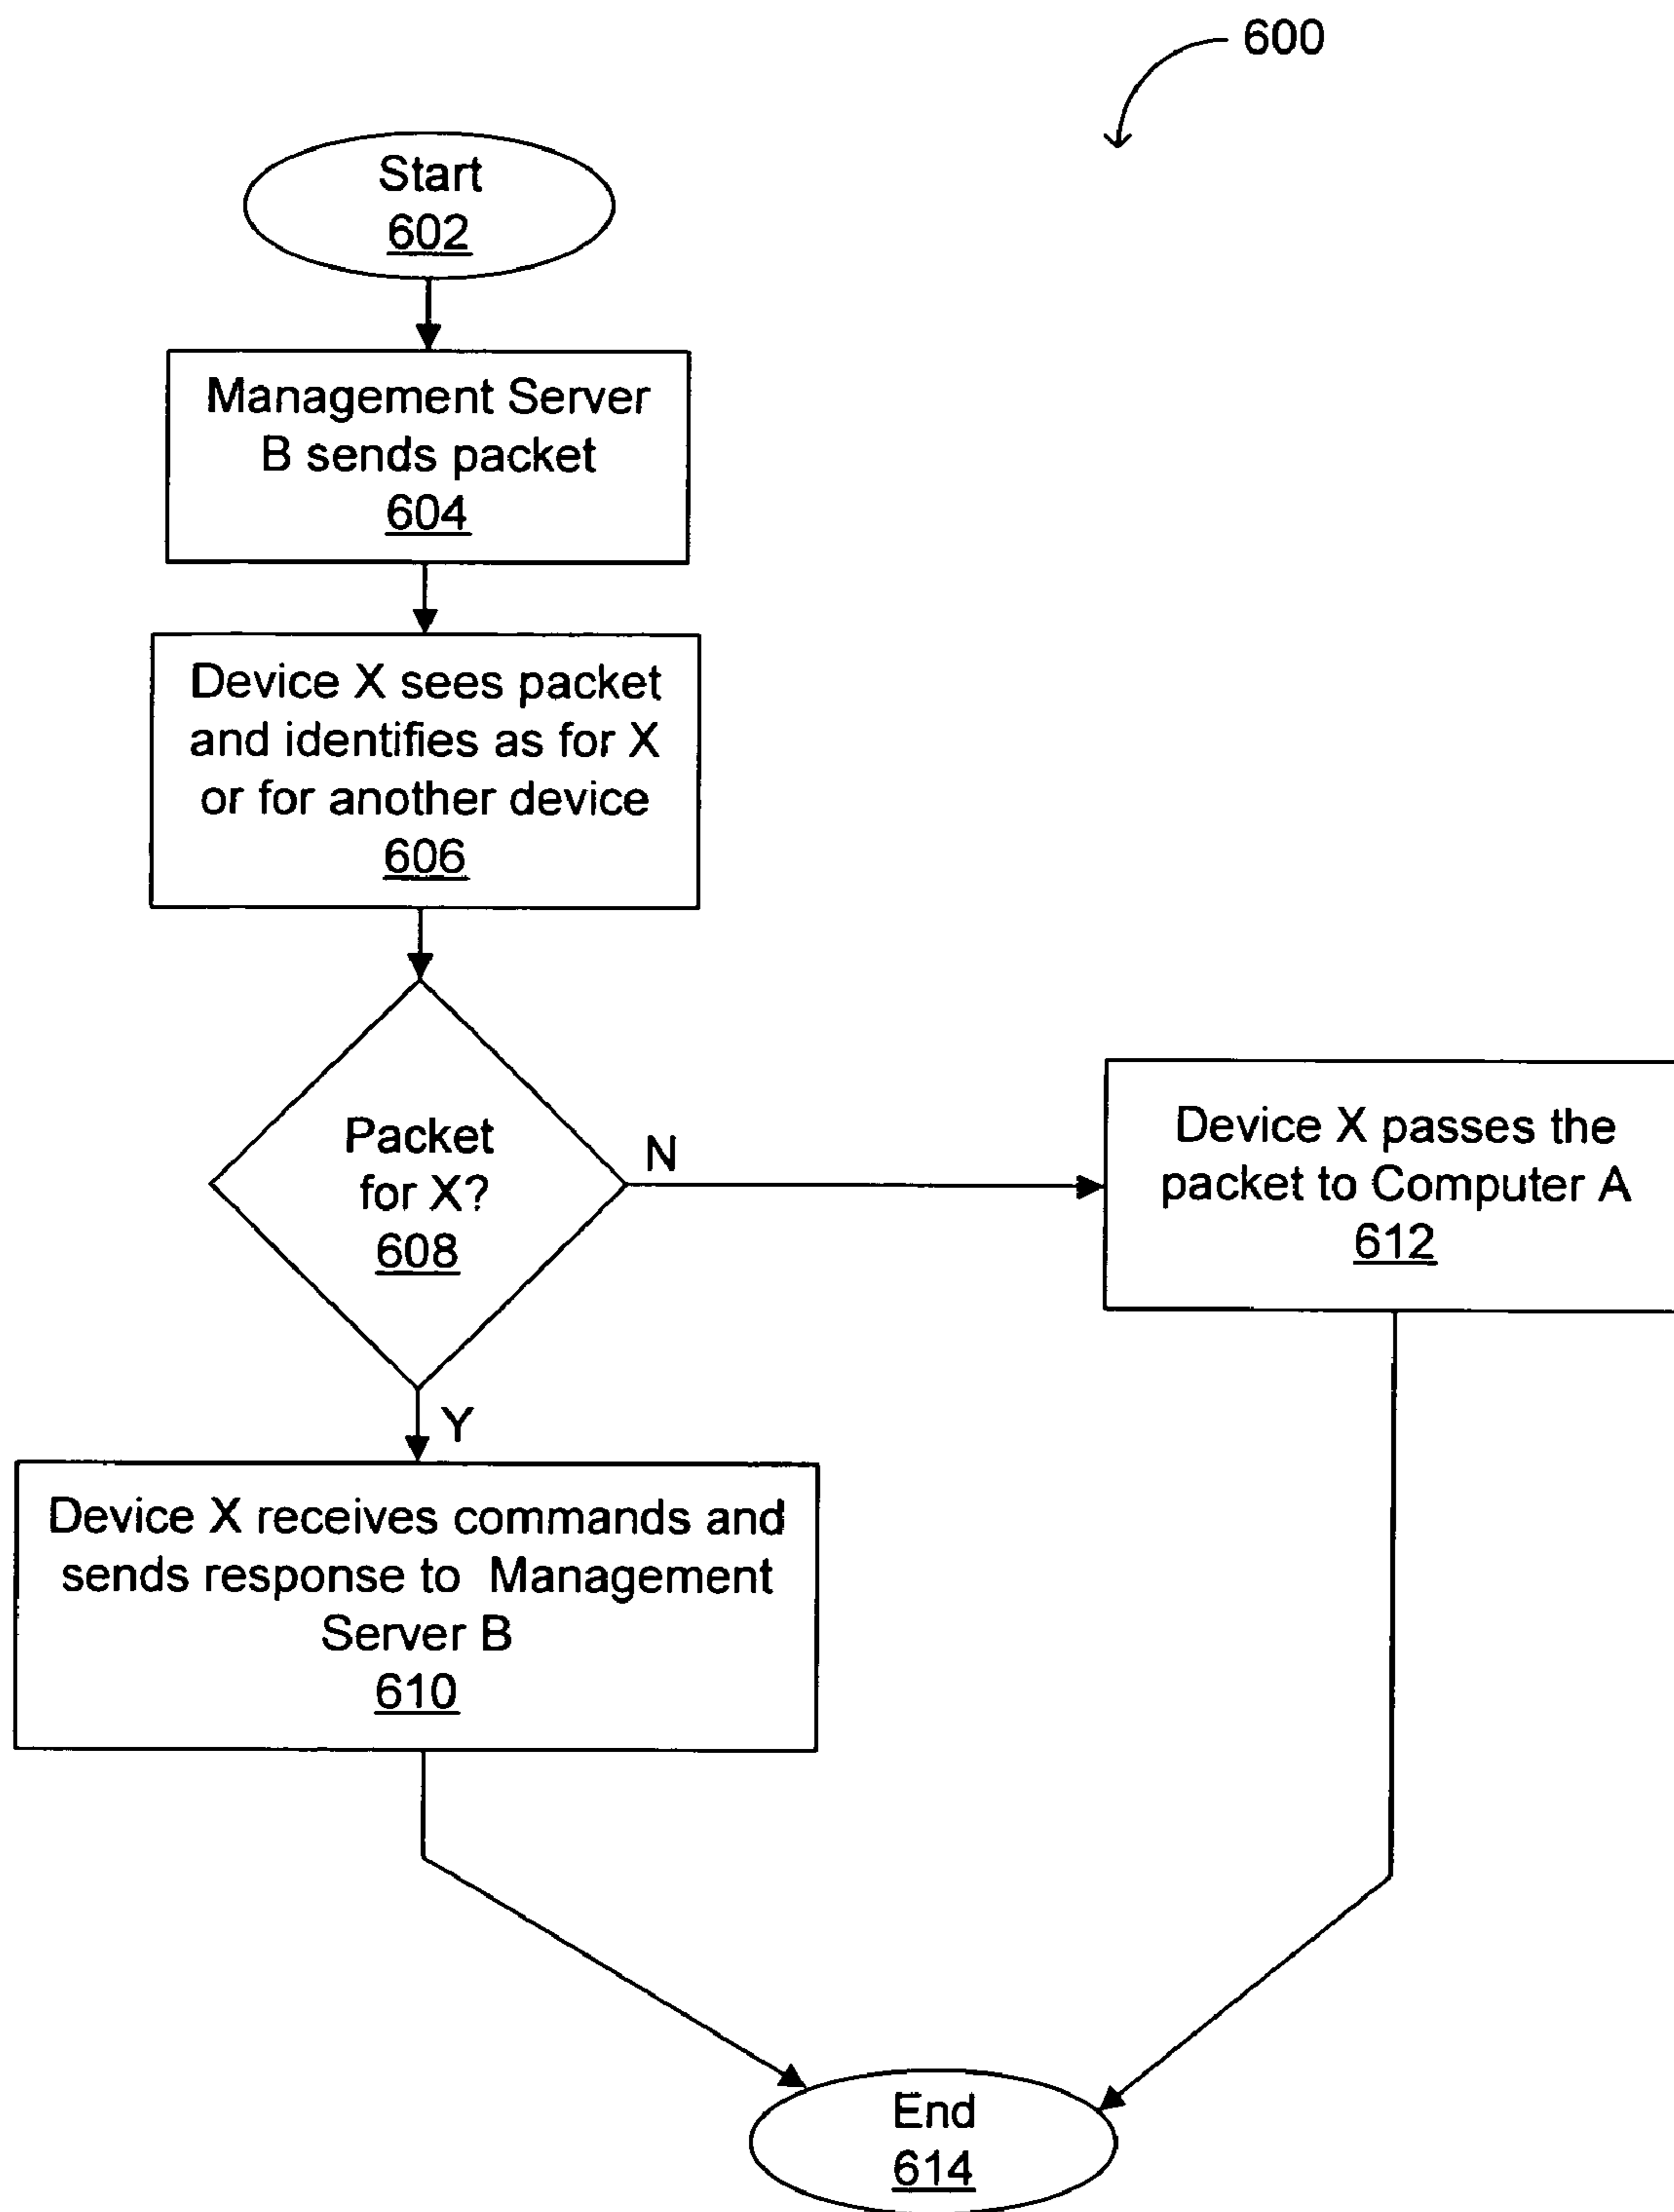 600
Start
602
Management Server
B sends packet
604
Device X sees packet
and identifies as for X
or for another device
606
Packet
for X?
608
N
Device X passes the
packet to Computer A
612
Y
Device X receives commands and
sends response to Management
Server B
610
End
614